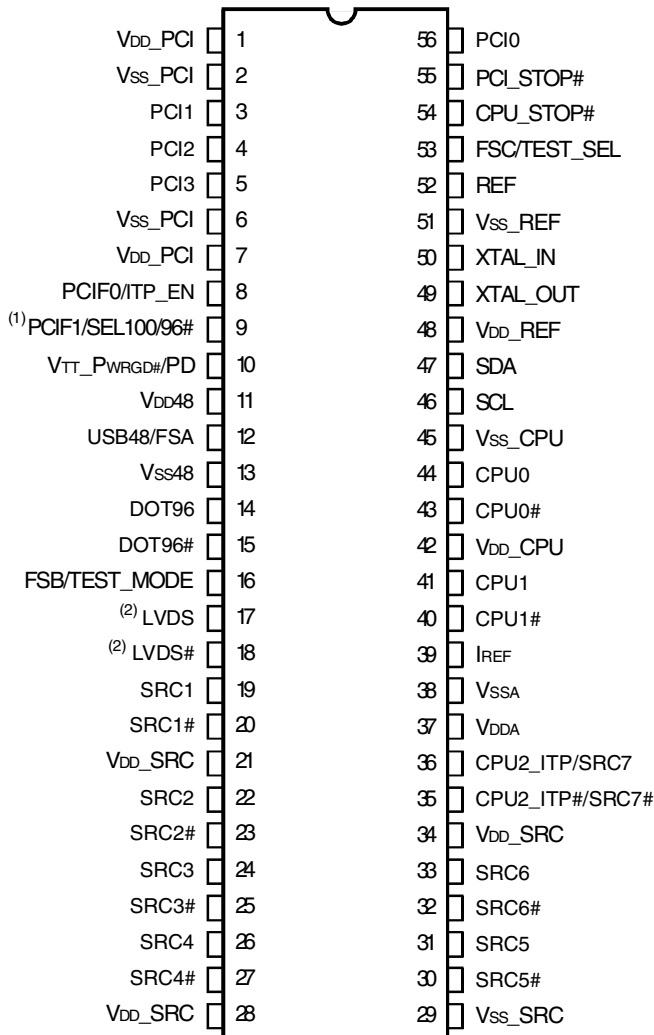 VDD_PCI 1 56 PCI0
VSS_PCI 2 55 PCI_STOP#
PCI1 3 54 CPU_STOP#
PCI2 4 53 FSC/TEST_SEL
PCI3 5 52 REF
VSS_PCI 6 51 VSS_REF
VDD_PCI 7 50 XTAL_IN
PCIF0/ITP_EN 8 49 XTAL_OUT
(1) PCIF1/SEL100/96# 9 48 VDD_REF
VTT_PWRGD#/PD 10 47 SDA
VDD48 11 46 SCL
USB48/FSA 12 45 VSS_CPU
VSS48 13 44 CPU0
DOT96 14 43 CPU0#
DOT96# 15 42 VDD_CPU
FSB/TEST_MODE 16 41 CPU1
(2) LVDS 17 40 CPU1#
(2) LVDS# 18 39 IREF
SRC1 19 38 VSSA
SRC1# 20 37 VDDA
VDD_SRC 21 36 CPU2_ITP/SRC7
SRC2 22 35 CPU2_ITP#/SRC7#
SRC2# 23 34 VDD_SRC
SRC3 24 33 SRC6
SRC3# 25 32 SRC6#
SRC4 26 31 SRC5
SRC4# 27 30 SRC5#
VDD_SRC 28 29 VSS_SRC